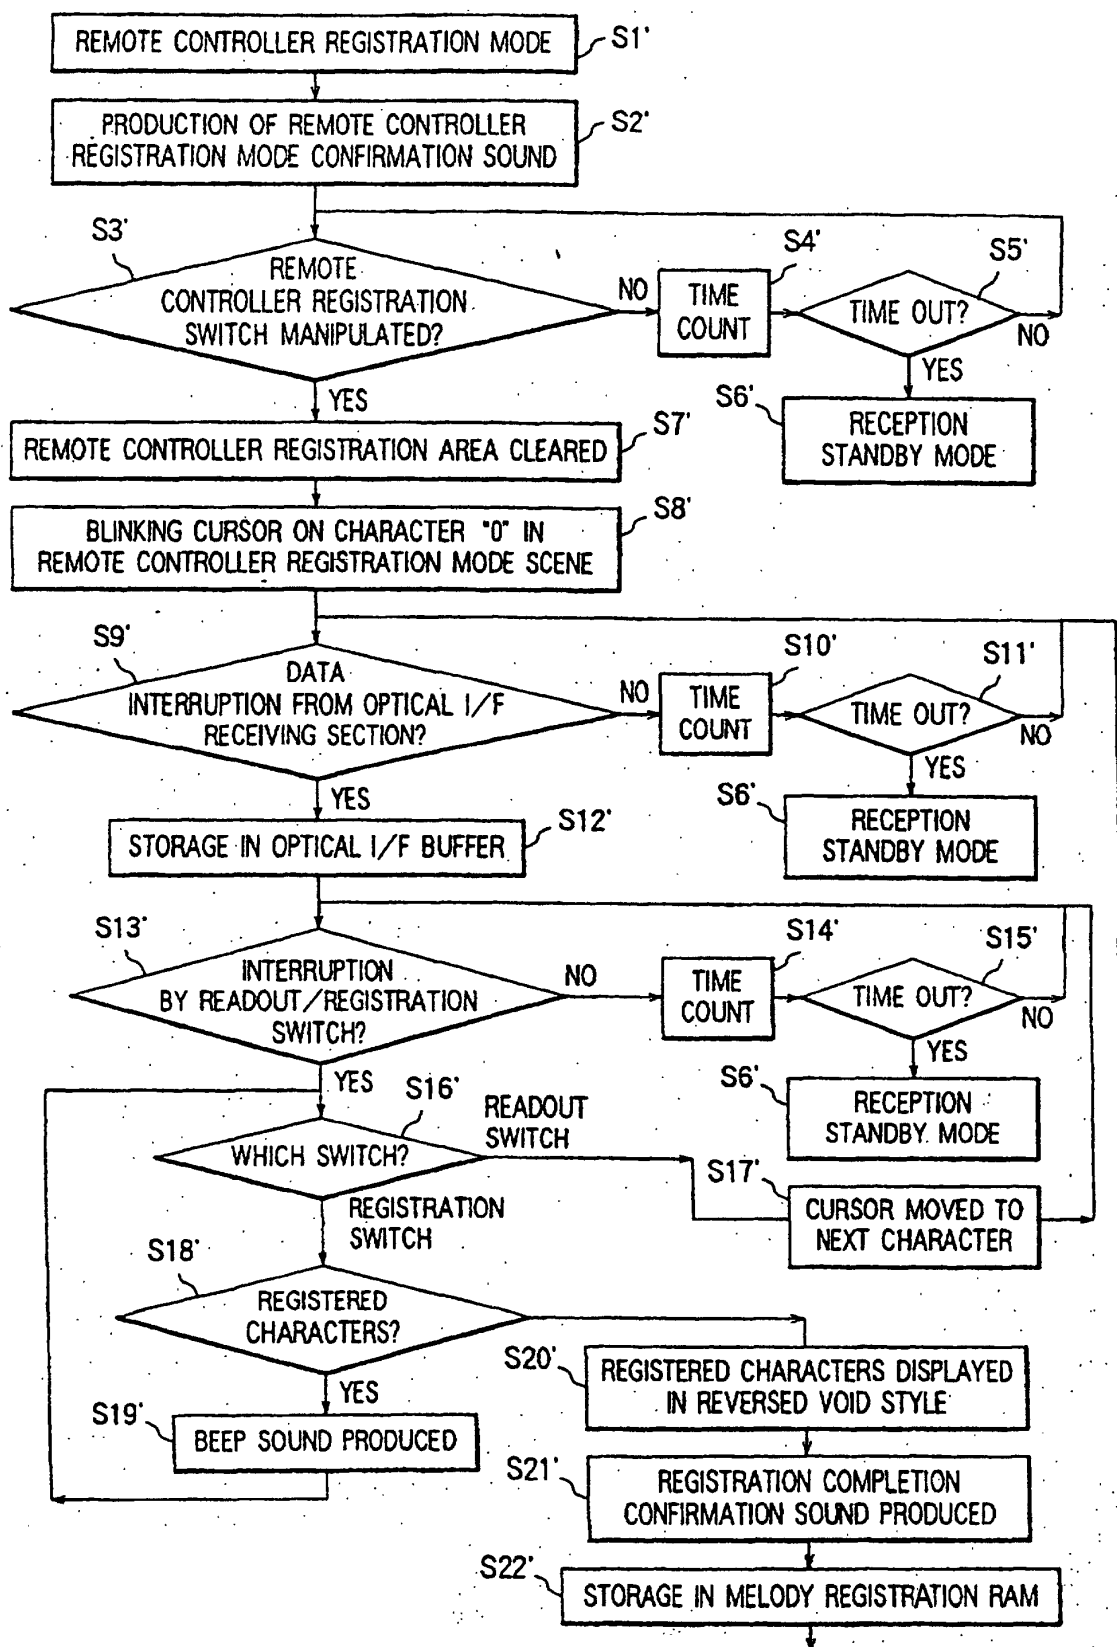 REMOTE CONTROLLER REGISTRATION MODE
S1'
PRODUCTION OF REMOTE CONTROLLER
REGISTRATION MODE CONFIRMATION SOUND
S2'
S3'
REMOTE
CONTROLLER REGISTRATION
SWITCH MANIPULATED?
NO
S4'
TIME
COUNT
S5'
TIME OUT?
NO
YES
S6'
RECEPTION
STANDBY MODE
YES
S7'
REMOTE CONTROLLER REGISTRATION AREA CLEARED
S8'
BLINKING CURSOR ON CHARACTER "0" IN
REMOTE CONTROLLER REGISTRATION MODE SCENE
S9'
DATA
INTERRUPTION FROM OPTICAL I/F
RECEIVING SECTION?
NO
S10'
TIME
COUNT
S11'
TIME OUT?
NO
YES
S6'
RECEPTION
STANDBY MODE
YES
S12'
STORAGE IN OPTICAL I/F BUFFER
S13'
INTERRUPTION
BY READOUT/REGISTRATION
SWITCH?
NO
S14'
TIME
COUNT
S15'
TIME OUT?
NO
YES
S6'
RECEPTION
STANDBY MODE
YES
S16'
WHICH SWITCH?
READOUT
SWITCH
S17'
CURSOR MOVED TO
NEXT CHARACTER
REGISTRATION
SWITCH
S18'
REGISTERED
CHARACTERS?
YES
S19'
BEEP SOUND PRODUCED
S20'
REGISTERED CHARACTERS DISPLAYED
IN REVERSED VOID STYLE
S21'
REGISTRATION COMPLETION
CONFIRMATION SOUND PRODUCED
S22'
STORAGE IN MELODY REGISTRATION RAM